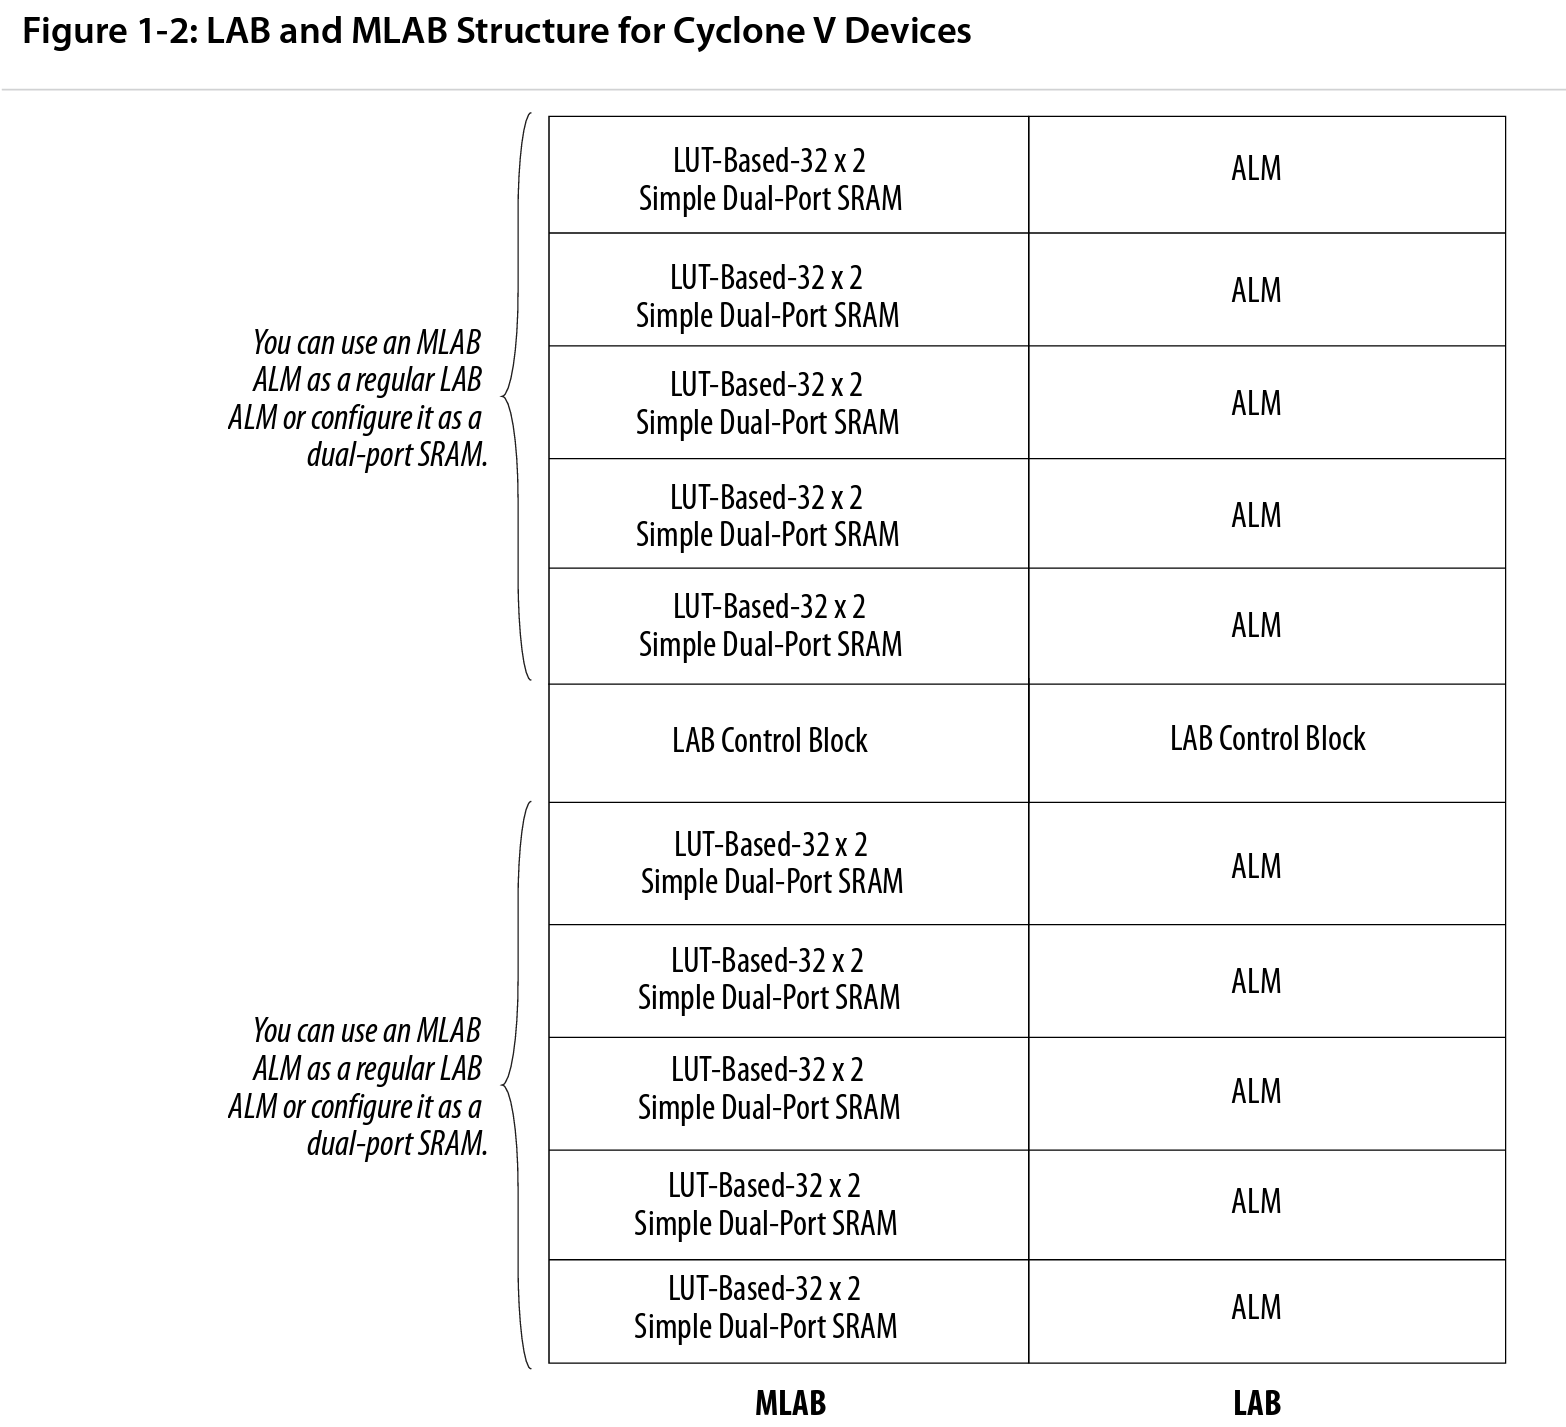 Figure 1-2: LAB and MLAB Structure for Cyclone V Devices
You can use an MLAB
ALM as a regular LAB
ALM or configure it as a
dual-port SRAM.
LUT-Based-32 x 2
Simple Dual-Port SRAM
ALM
LUT-Based-32 x 2
Simple Dual-Port SRAM
ALM
LUT-Based-32 x 2
Simple Dual-Port SRAM
ALM
LUT-Based-32 x 2
Simple Dual-Port SRAM
ALM
LUT-Based-32 x 2
Simple Dual-Port SRAM
ALM
LAB Control Block
LAB Control Block
You can use an MLAB
ALM as a regular LAB
ALM or configure it as a
dual-port SRAM.
LUT-Based-32 x 2
Simple Dual-Port SRAM
ALM
LUT-Based-32 x 2
Simple Dual-Port SRAM
ALM
LUT-Based-32 x 2
Simple Dual-Port SRAM
ALM
LUT-Based-32 x 2
Simple Dual-Port SRAM
ALM
LUT-Based-32 x 2
Simple Dual-Port SRAM
ALM
MLAB
LAB